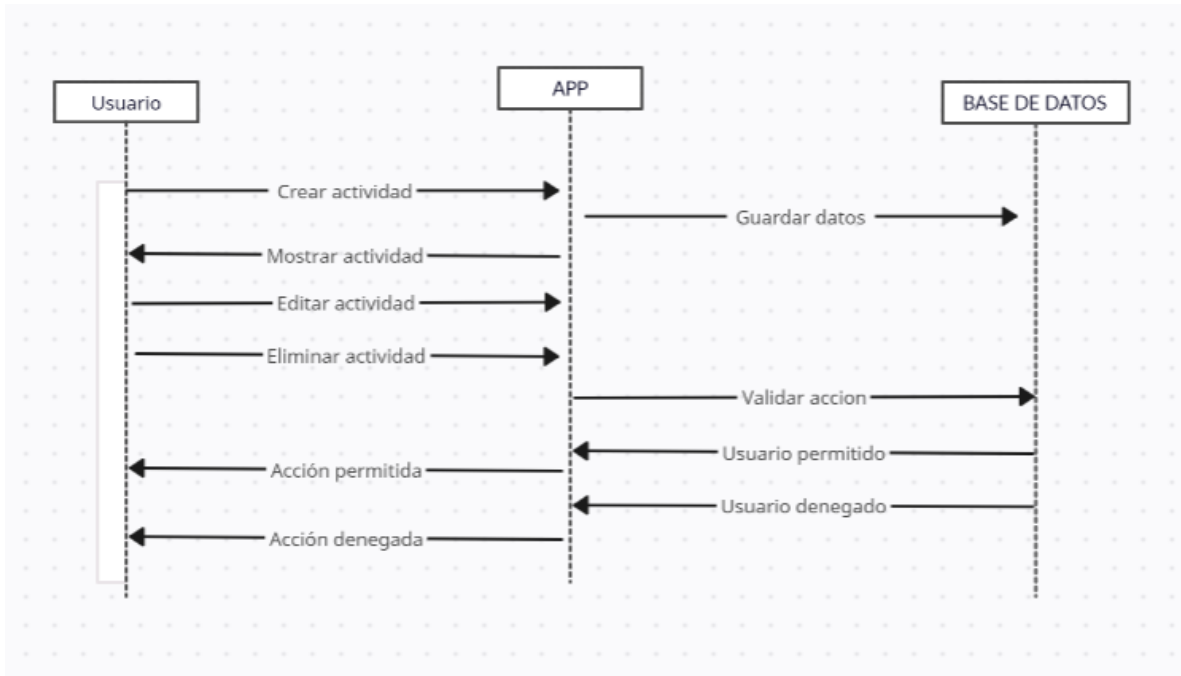 Usuario
APP
BASE DE DATOS
Crear actividad
Guardar datos
Mostrar actividad
Editar actividad
Eliminar actividad
Validar accion
Usuario permitido
Acción permitida
Usuario denegado
Acción denegada